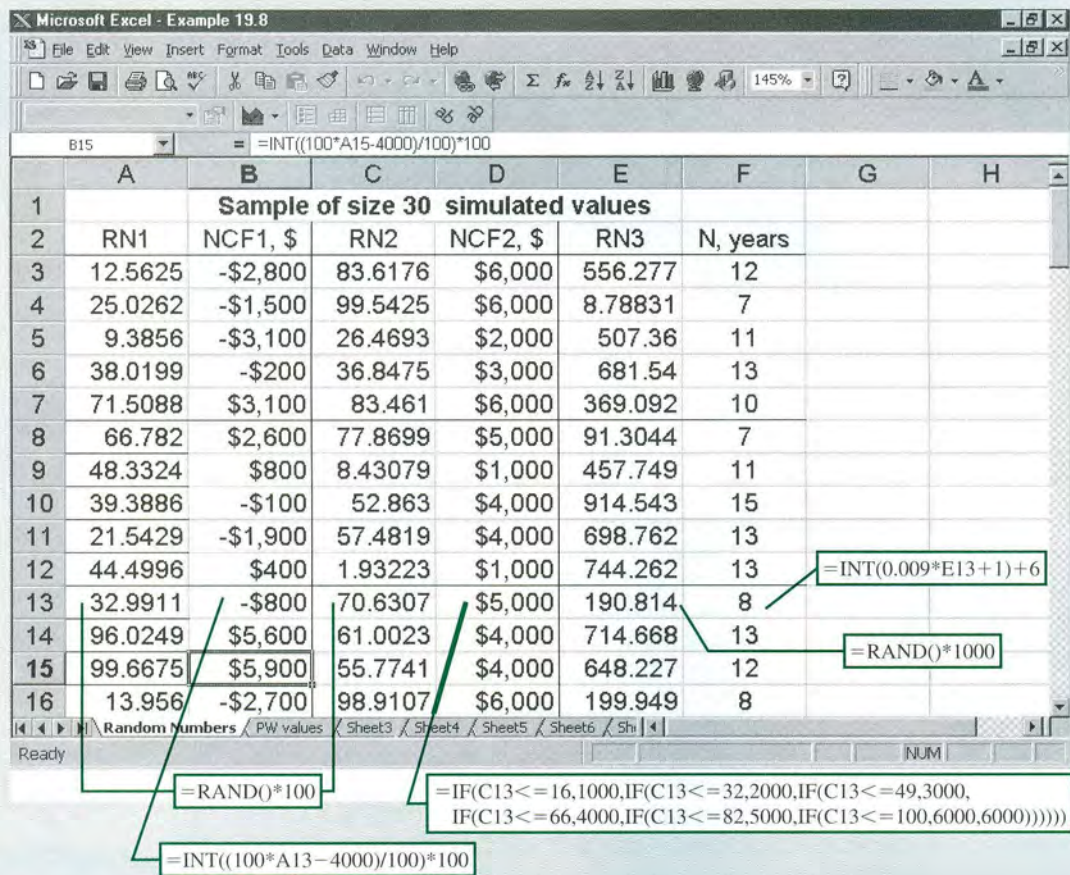 Microsoft Excel - Example 19.8
File Edit View Insert Format Tools Data Window Help
145%
B15 = =INT((100*A15-4000)/100)*100
A B C D E F G H
1 Sample of size 30 simulated values
2 RN1 NCF1, $ RN2 NCF2, $ RN3 N, years
3 12.5625 -$2,800 83.6176 $6,000 556.277 12
4 25.0262 -$1,500 99.5425 $6,000 8.78831 7
5 9.3856 -$3,100 26.4693 $2,000 507.36 11
6 38.0199 -$200 36.8475 $3,000 681.54 13
7 71.5088 $3,100 83.461 $6,000 369.092 10
8 66.782 $2,600 77.8699 $5,000 91.3044 7
9 48.3324 $800 8.43079 $1,000 457.749 11
10 39.3886 -$100 52.863 $4,000 914.543 15
11 21.5429 -$1,900 57.4819 $4,000 698.762 13
12 44.4996 $400 1.93223 $1,000 744.262 13
=INT(0.009*E13+1)+6
13 32.9911 -$800 70.6307 $5,000 190.814 8
14 96.0249 $5,600 61.0023 $4,000 714.668 13
=RAND()*1000
15 99.6675 $5,900 55.7741 $4,000 648.227 12
16 13.956 -$2,700 98.9107 $6,000 199.949 8
Random Numbers / PW values / Sheet3 / Sheet4 / Sheet5 / Sheet6 / Sh
Ready NUM
=RAND()*100
=IF(C13<=16,1000,IF(C13<=32,2000,IF(C13<=49,3000,
IF(C13<=66,4000,IF(C13<=82,5000,IF(C13<=100,6000,6000))))))
=INT((100*A13−4000)/100)*100